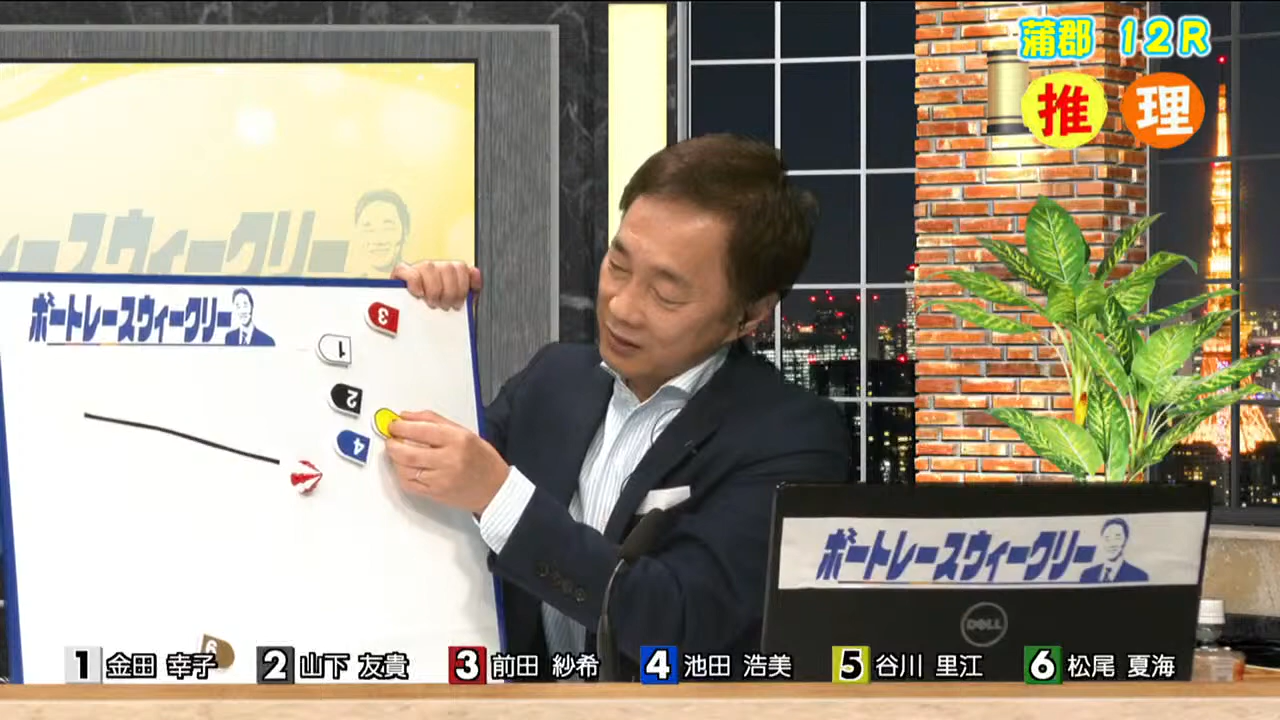 蒲郡 12R
推理
レースウィークリー
ボートレースウィークリー
3
1
2
4
ボートレースウィークリー
DELL
1 金田 幸子 2 山下 友貴 3 前田 紗希 4 池田 浩美 5 谷川 里江 6 松尾 夏海